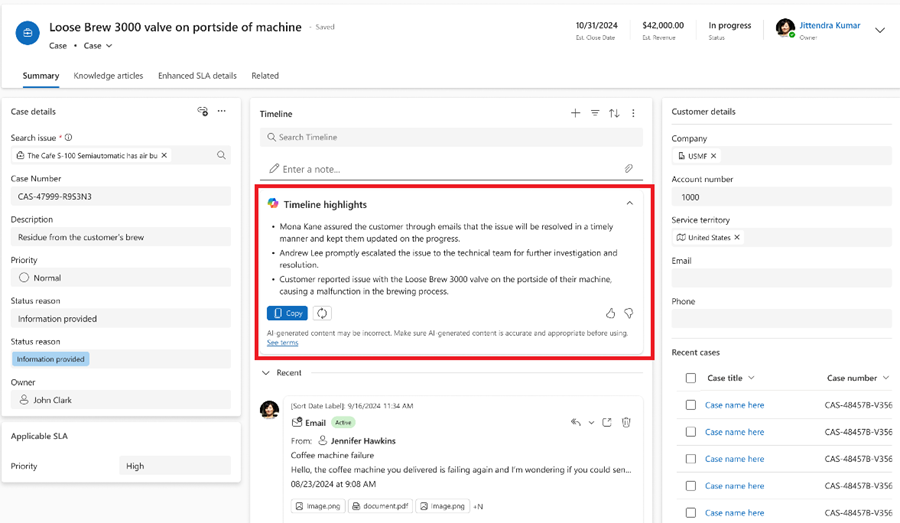 Loose Brew 3000 valve on portside of machine - Saved
Case • Case
10/31/2024
Est. Close Date
$42,000.00
Est. Revenue
In progress
Status
Jittendra Kumar
Owner
Summary Knowledge articles Enhanced SLA details Related
Case details
Search issue *
The Cafe S-100 Semiautomatic has air bu
Case Number
CAS-47999-R9S3N3
Description
Residue from the customer's brew
Priority
Normal
Status reason
Information provided
Status reason
Information provided
Owner
John Clark
Applicable SLA
Priority High
Timeline
Search Timeline
Enter a note...
Timeline highlights
• Mona Kane assured the customer through emails that the issue will be resolved in a timely
manner and kept them updated on the progress.
• Andrew Lee promptly escalated the issue to the technical team for further investigation and
resolution.
• Customer reported issue with the Loose Brew 3000 valve on the portside of their machine,
causing a malfunction in the brewing process.
Copy
AI-generated content may be incorrect. Make sure AI-generated content is accurate and appropriate before using.
See terms
Recent
[Sort Date Label]: 9/16/2024 11:34 AM
Email Active
From: Jennifer Hawkins
Coffee machine failure
Hello, the coffee machine you delivered is failing again and I'm wondering if you could sen...
08/23/2024 at 9:08 AM
image.png document.pdf image.png +N
Customer details
Company
USMF
Account number
1000
Service territory
United States
Email
Phone
Recent cases
Case title Case number
Case name here CAS-48457B-V356
Case name here CAS-48457B-V356
Case name here CAS-48457B-V356
Case name here CAS-48457B-V356
Case name here CAS-48457B-V356